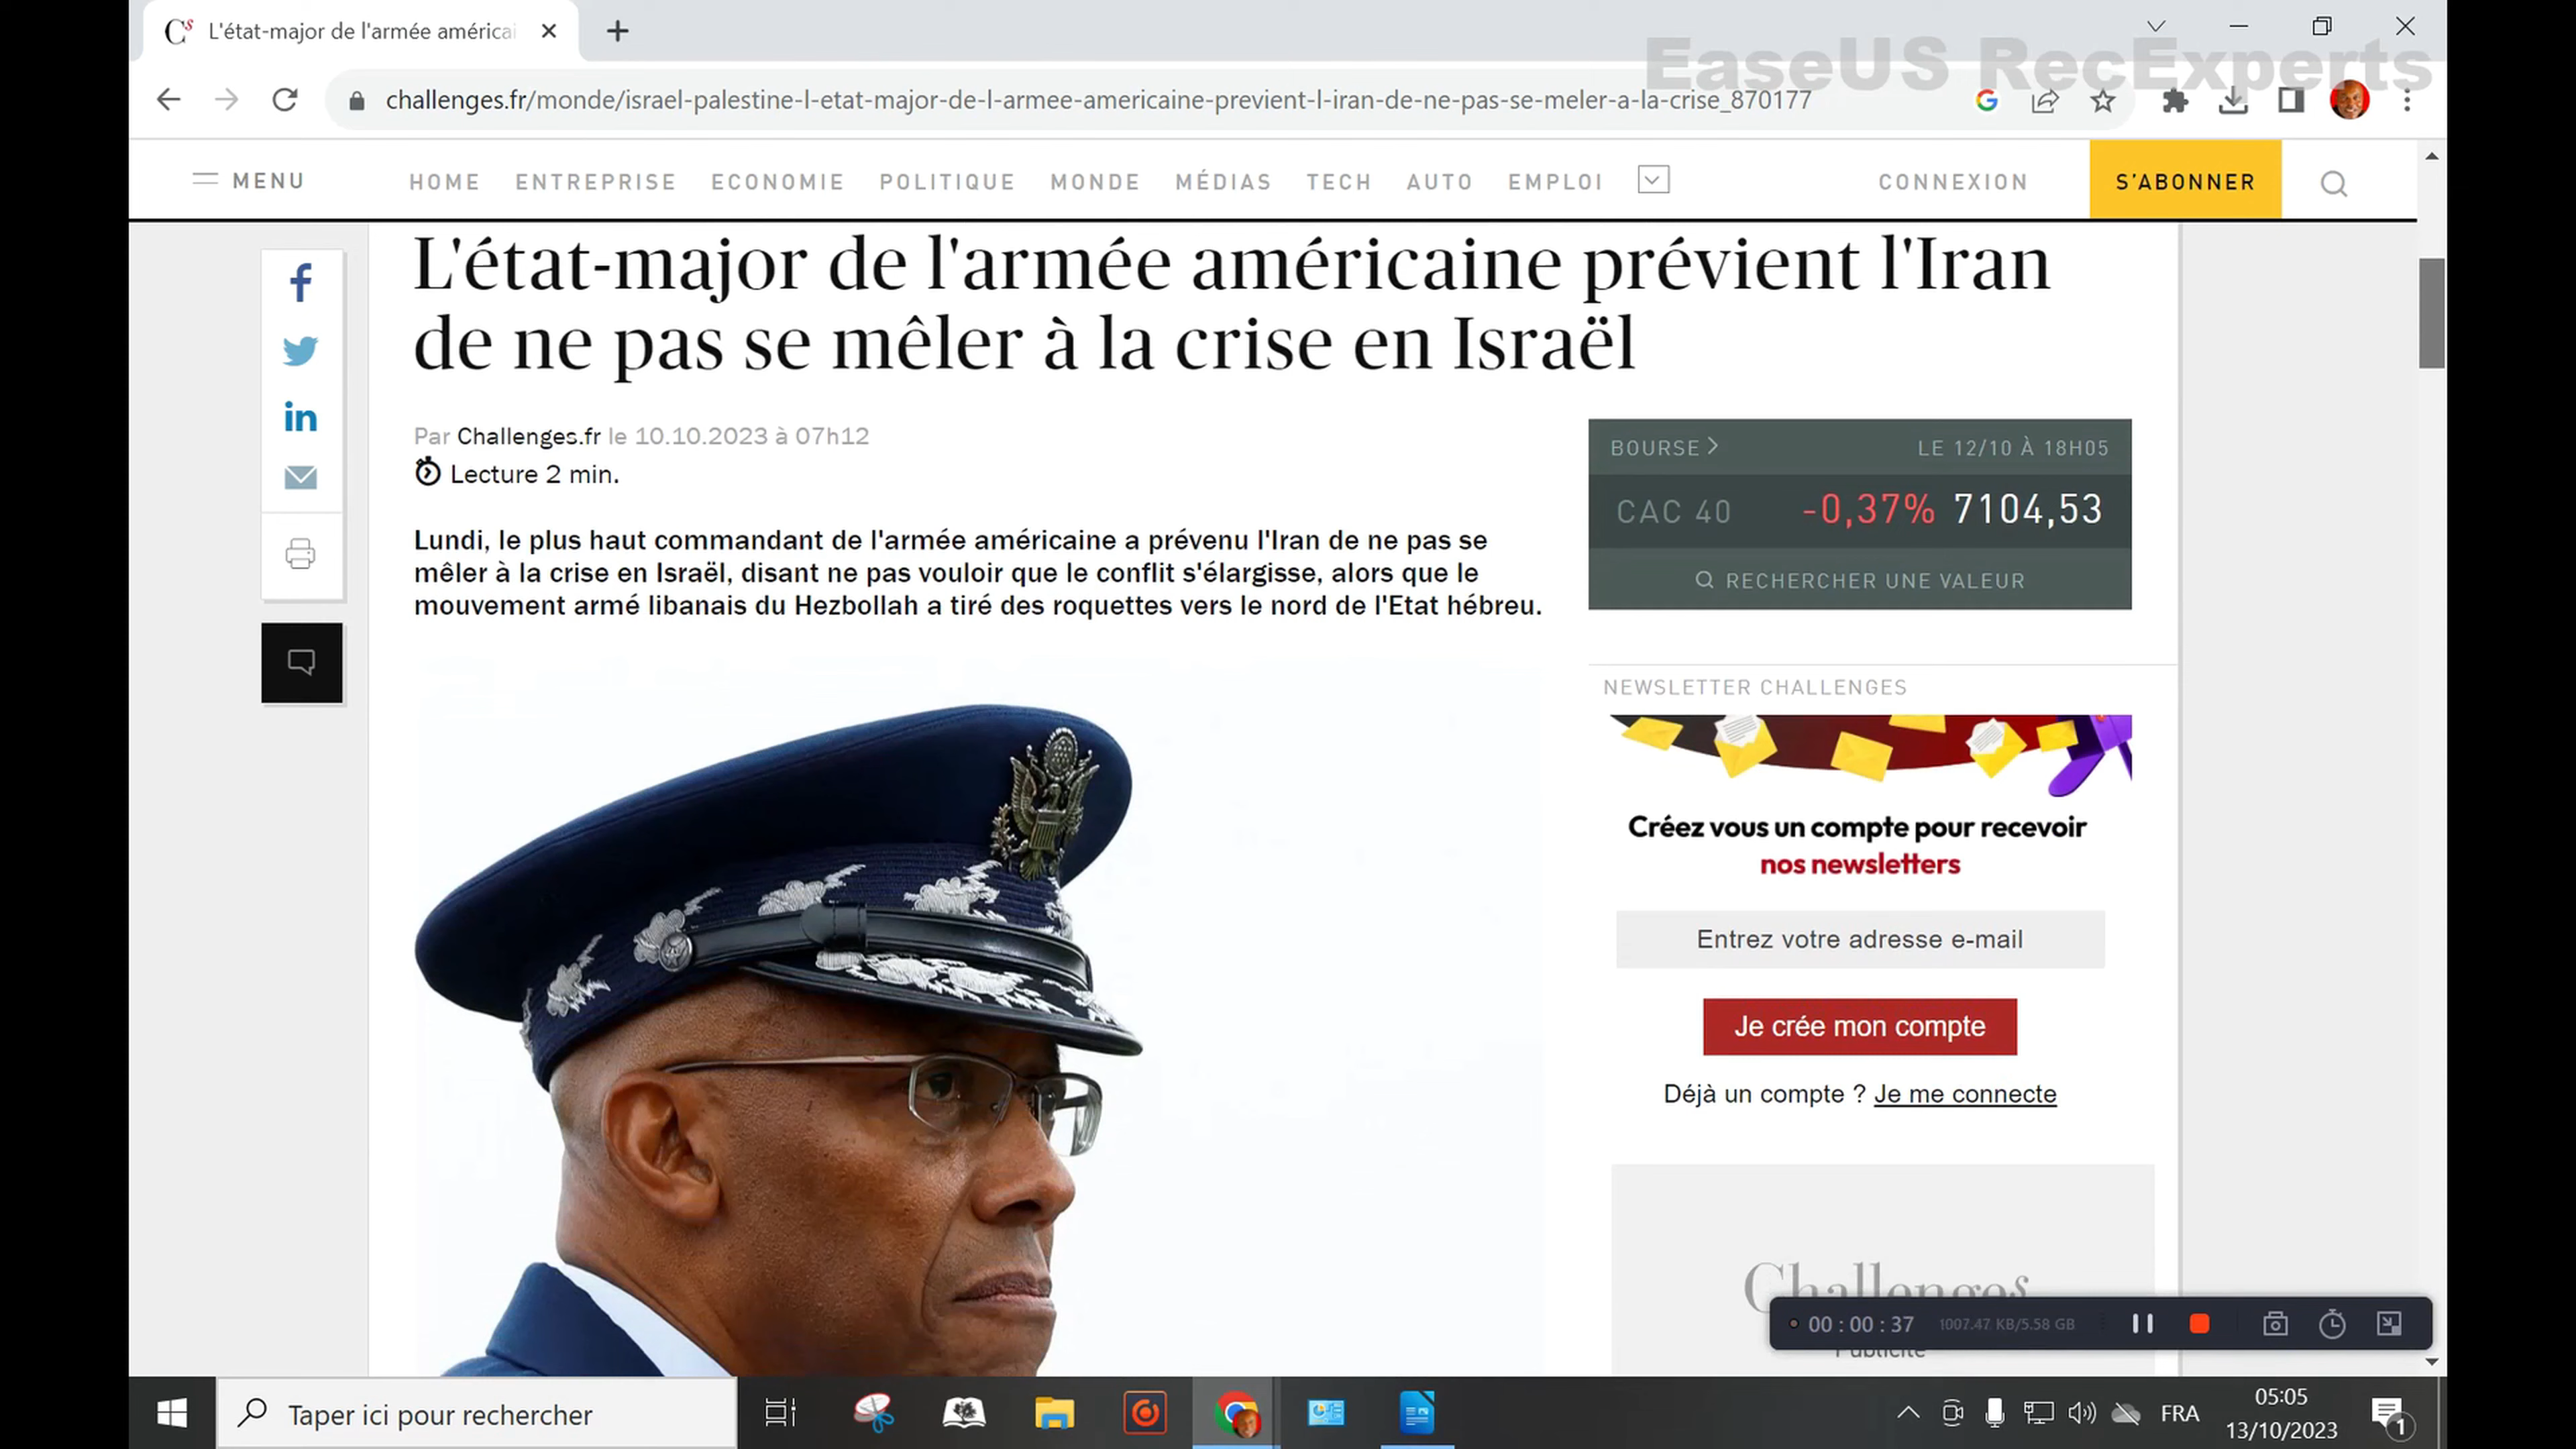 L'état-major de l'armée américai
EaseUS RecExperts
challenges.fr/monde/israel-palestine-l-etat-major-de-l-armee-americaine-previent-l-iran-de-ne-pas-se-meler-a-la-crise_870177
MENU HOME ENTREPRISE ECONOMIE POLITIQUE MONDE MÉDIAS TECH AUTO EMPLOI CONNEXION S'ABONNER
L'état-major de l'armée américaine prévient l'Iran
de ne pas se mêler à la crise en Israël
Par Challenges.fr le 10.10.2023 à 07h12
Lecture 2 min.
Lundi, le plus haut commandant de l'armée américaine a prévenu l'Iran de ne pas se
mêler à la crise en Israël, disant ne pas vouloir que le conflit s'élargisse, alors que le
mouvement armé libanais du Hezbollah a tiré des roquettes vers le nord de l'Etat hébreu.
BOURSE > LE 12/10 À 18H05
CAC 40 -0,37% 7104,53
RECHERCHER UNE VALEUR
NEWSLETTER CHALLENGES
Créez vous un compte pour recevoir
nos newsletters
Entrez votre adresse e-mail
Je crée mon compte
Déjà un compte ? Je me connecte
Challenges
Publicité
00 : 00 : 37 1007.47 KB/5.58 GB
Taper ici pour rechercher
FRA
05:05
13/10/2023
1